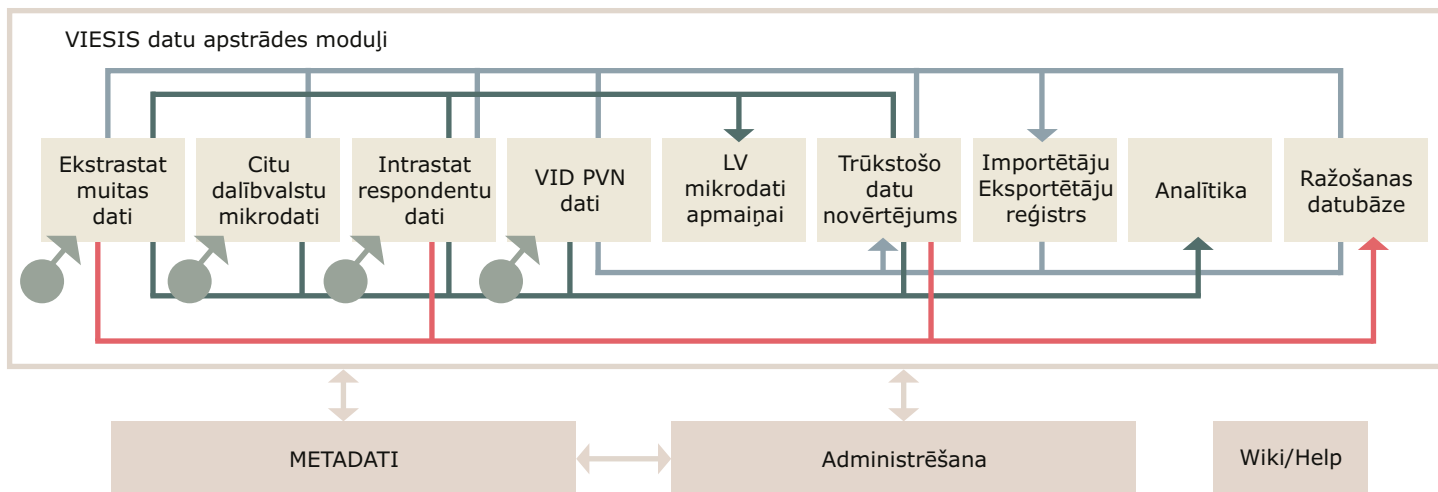 VIESIS datu apstrādes moduļi
Ekstrastat
muitas
dati
Citu
dalībvalstu
mikrodati
Intrastat
respondentu
dati
VID PVN
dati
LV
mikrodati
apmaiņai
Trūkstošo
datu
novērtējums
Importētāju
Eksportētāju
reģistrs
Analītika
Ražošanas
datubāze
METADATI
Administrēšana
Wiki/Help